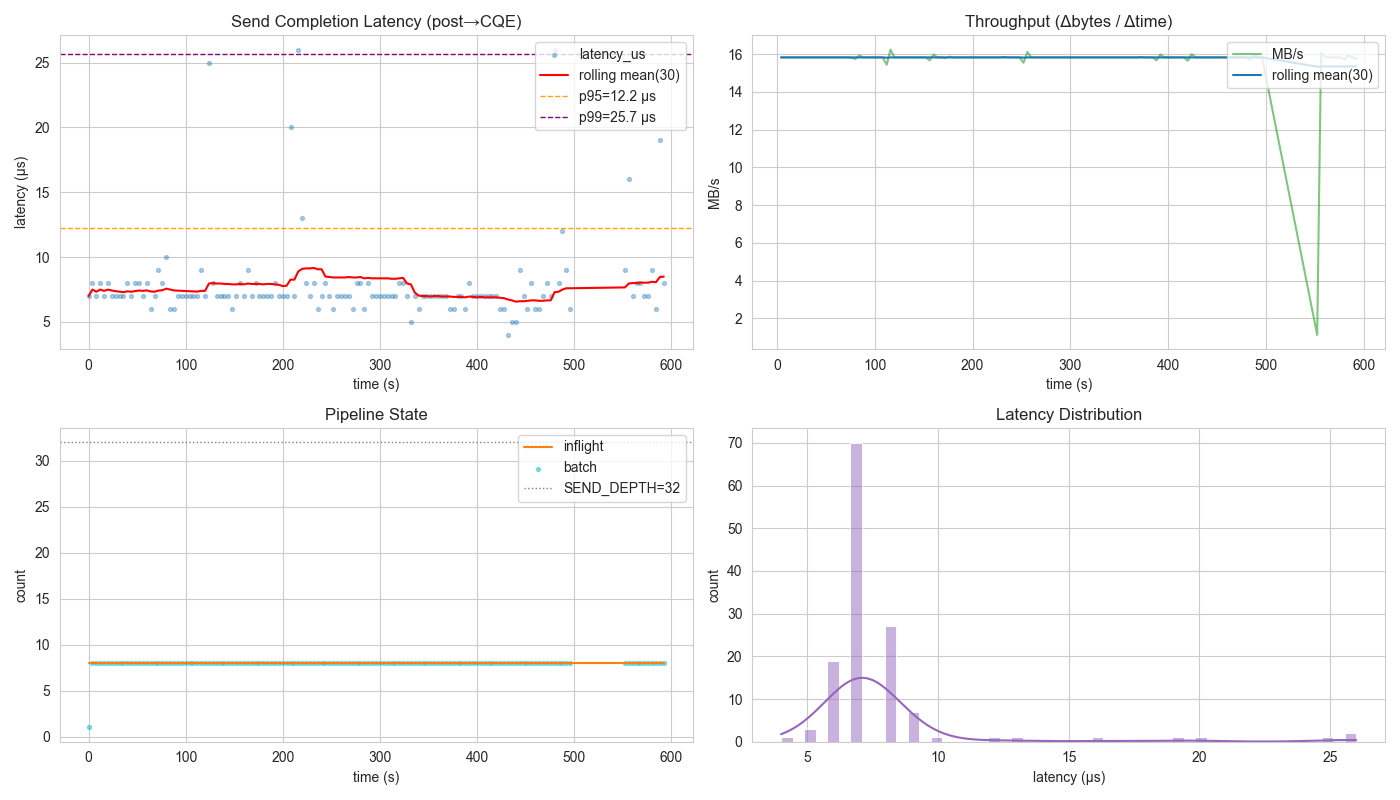 Send Completion Latency (post→CQE)
latency (µs)
25
20
15
10
5
0
100
200
300
400
500
600
time (s)
latency_us
rolling mean(30)
p95=12.2 µs
p99=25.7 µs
Throughput (Δbytes / Δtime)
MB/s
16
14
12
10
8
6
4
2
0
100
200
300
400
500
600
time (s)
MB/s
rolling mean(30)
Pipeline State
count
30
25
20
15
10
5
0
0
100
200
300
400
500
600
time (s)
inflight
batch
SEND_DEPTH=32
Latency Distribution
count
70
60
50
40
30
20
10
0
5
10
15
20
25
latency (µs)